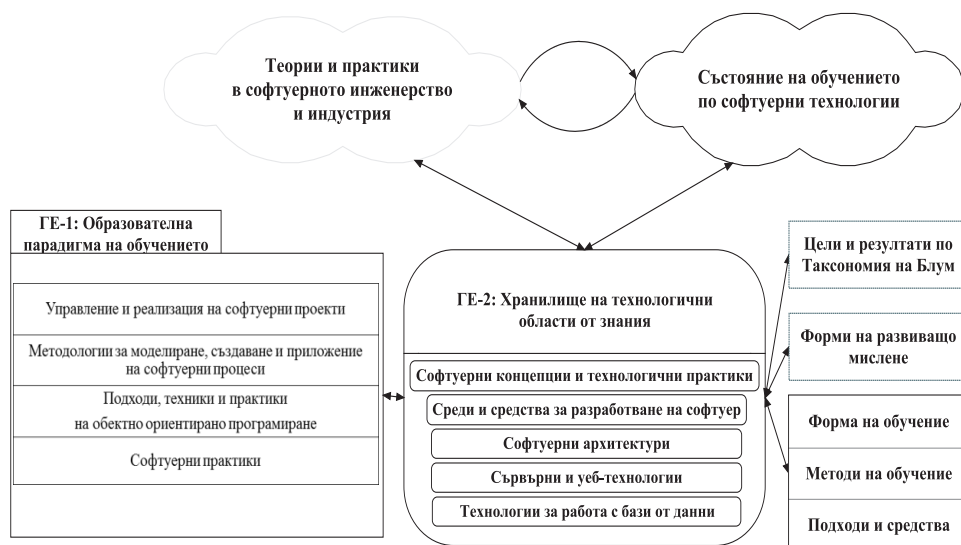 Теории и практики
в софтуерното инженерство
и индустрия
Състояние на обучението
по софтуерни технологии
ГЕ-1: Образователна
парадигма на обучението
Управление и реализация на софтуерни проекти
Методологии за моделиране, създаване и приложение
на софтуерни процеси
Подходи, техники и практики
на обектно ориентирано програмиране
Софтуерни практики
ГЕ-2: Хранилище на технологични
области от знания
Софтуерни концепции и технологични практики
Среди и средства за разработване на софтуер
Софтуерни архитектури
Сървърни и уеб-технологии
Технологии за работа с бази от данни
Цели и резултати по
Таксономия на Блум
Форми на развиващо
мислене
Форма на обучение
Методи на обучение
Подходи и средства